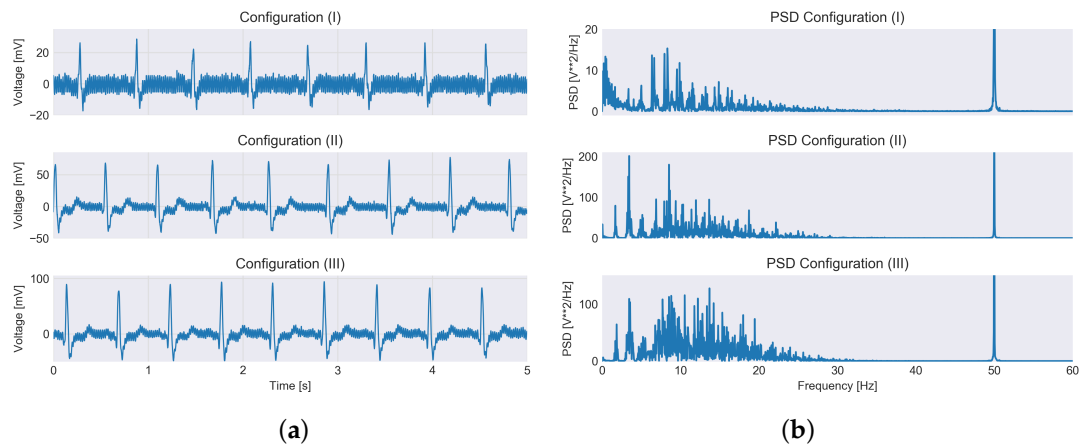 Configuration (I)
Voltage [mV]
20
0
−20
Configuration (II)
Voltage [mV]
50
0
−50
Configuration (III)
Voltage [mV]
100
0
0 1 2 3 4 5
Time [s]
(a)
PSD Configuration (I)
PSD [V**2/Hz]
20
10
0
PSD Configuration (II)
PSD [V**2/Hz]
200
100
0
PSD Configuration (III)
PSD [V**2/Hz]
100
0
0 10 20 30 40 50 60
Frequency [Hz]
(b)